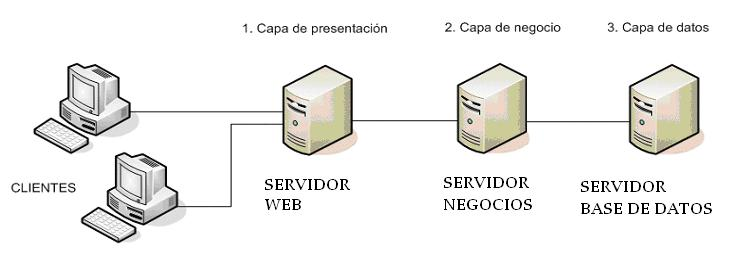 1. Capa de presentación
2. Capa de negocio
3. Capa de datos
CLIENTES
SERVIDOR
WEB
SERVIDOR
NEGOCIOS
SERVIDOR
BASE DE DATOS